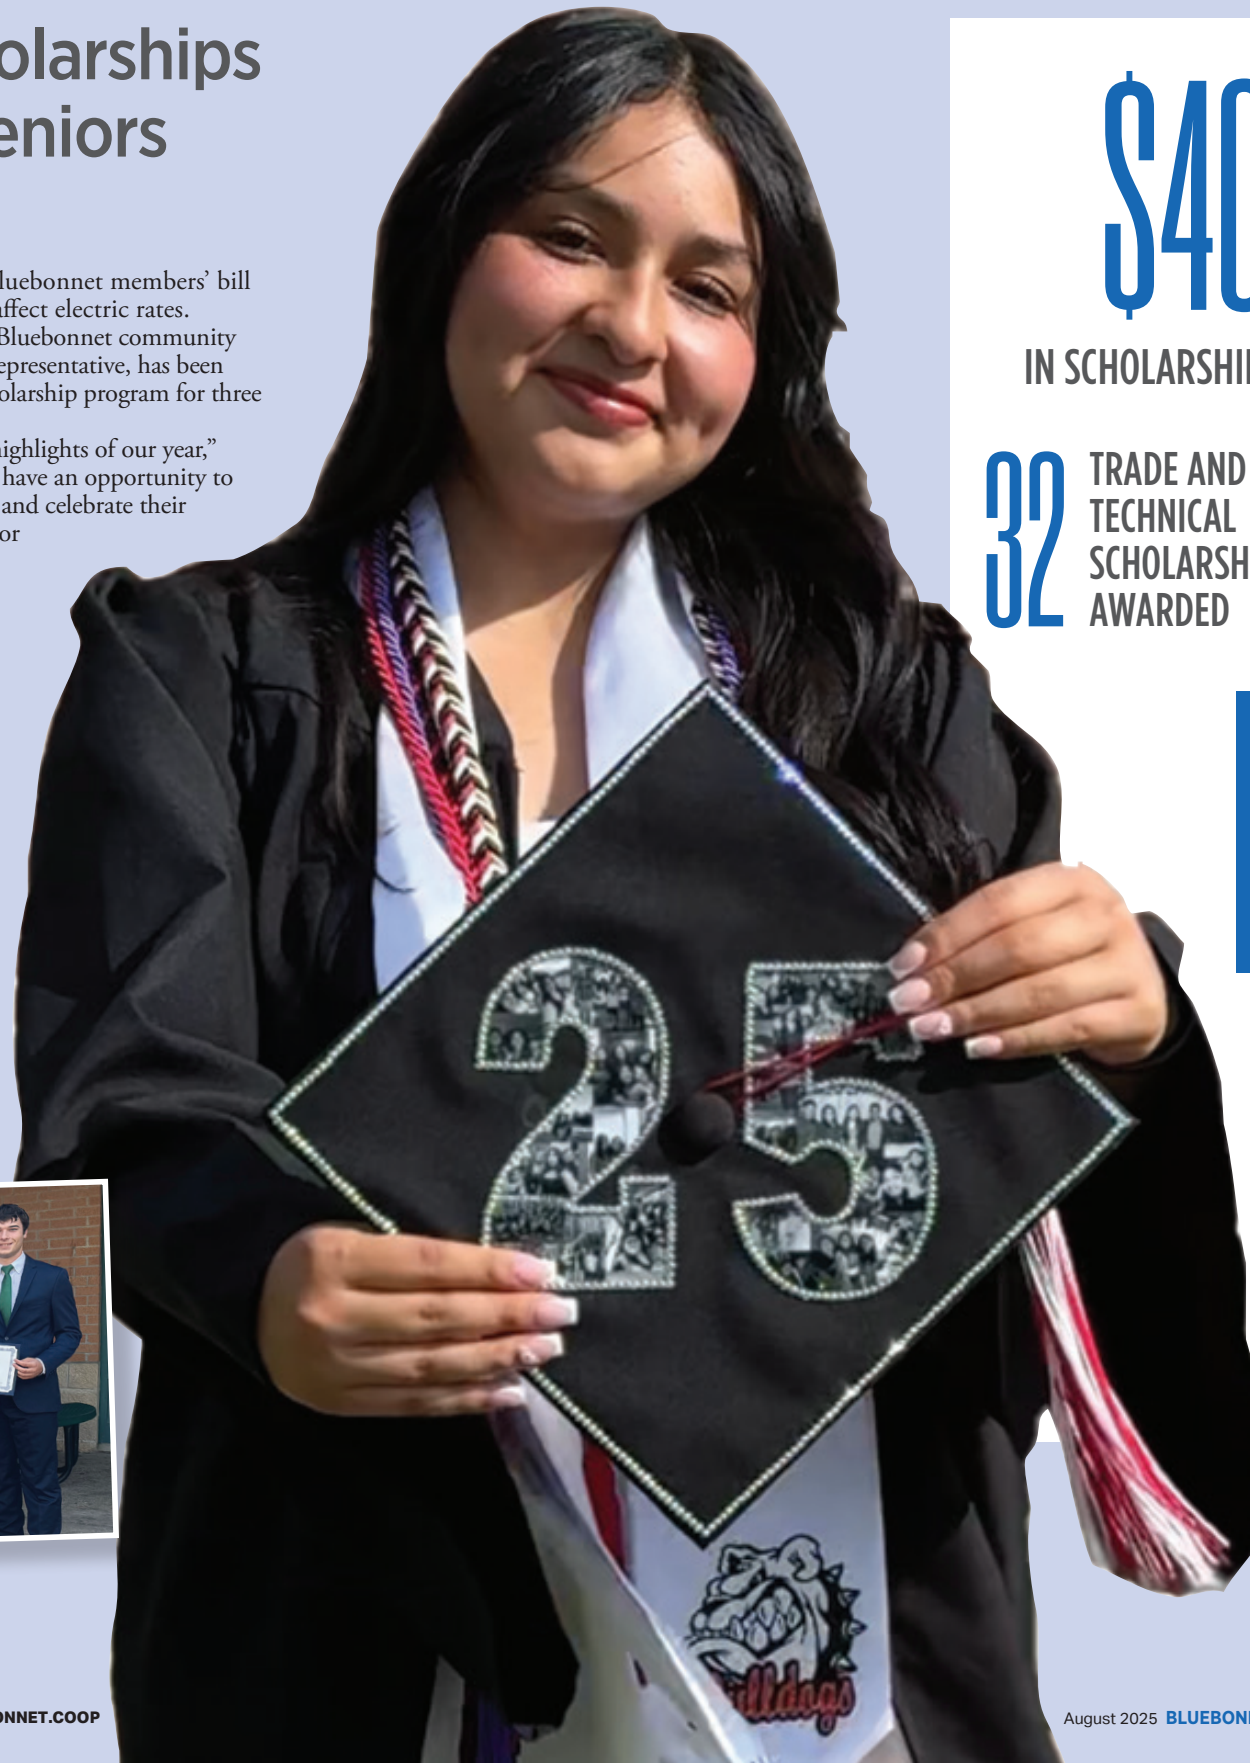 olarships
eniors
luebonnet members’ bill
affect electric rates.
Bluebonnet community
epresentative, has been
olarship program for three
ighlights of our year,”
have an opportunity to
and celebrate their
or
$40
IN SCHOLARSHI
32
TRADE AND
TECHNICAL
SCHOLARSH
AWARDED
25
ulldogs
ONNET.COOP
August 2025 BLUEBON